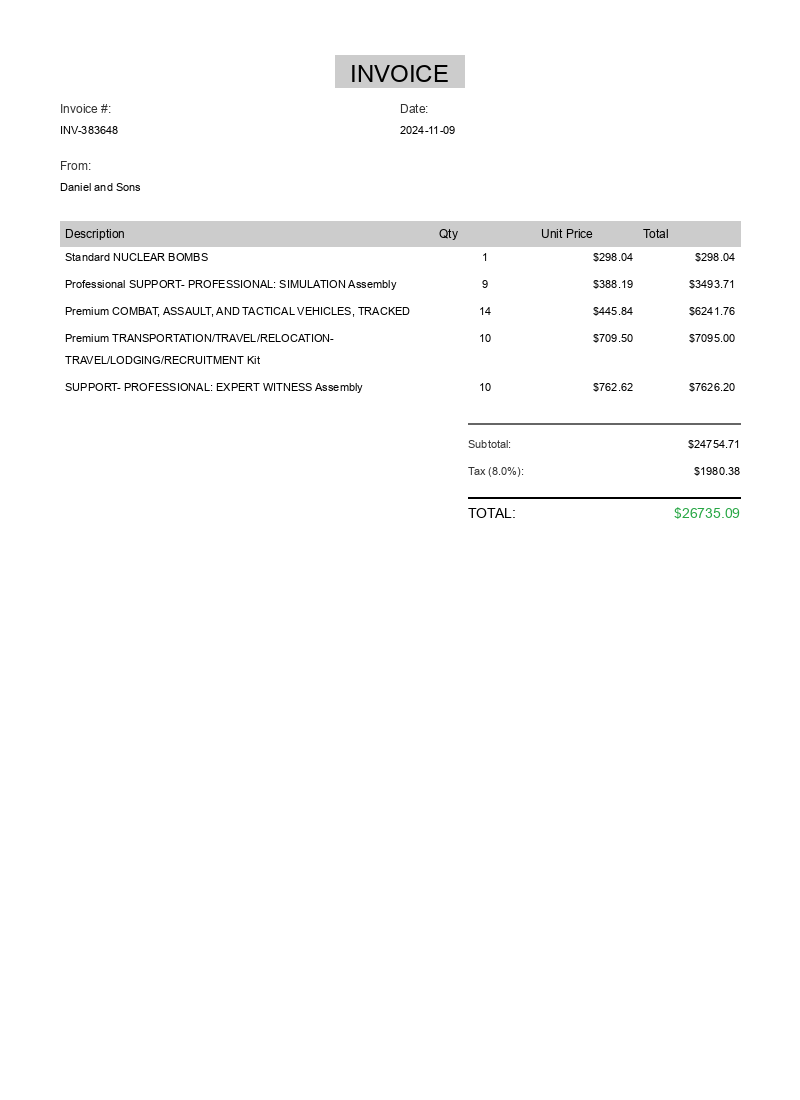 INVOICE
Invoice #: Date:
INV-383648 2024-11-09
From:
Daniel and Sons
Description Qty Unit Price Total
Standard NUCLEAR BOMBS 1 $298.04 $298.04
Professional SUPPORT- PROFESSIONAL: SIMULATION Assembly 9 $388.19 $3493.71
Premium COMBAT, ASSAULT, AND TACTICAL VEHICLES, TRACKED 14 $445.84 $6241.76
Premium TRANSPORTATION/TRAVEL/RELOCATION- 10 $709.50 $7095.00
TRAVEL/LODGING/RECRUITMENT Kit
SUPPORT- PROFESSIONAL: EXPERT WITNESS Assembly 10 $762.62 $7626.20
Subtotal: $24754.71
Tax (8.0%): $1980.38
TOTAL: $26735.09